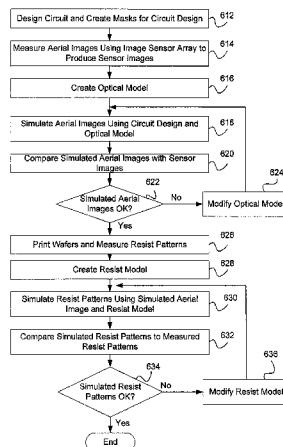 Design Circuit and Create Masks for Circuit Design
612
Measure Aerial Images Using Image Sensor Array to
Produce Sensor Images
614
Create Optical Model
616
Simulate Aerial Images Using Circuit Design and
Optical Model
618
Compare Simulated Aerial Images with Sensor
Images
620
622
Simulated Aerial
Images OK?
No
624
Modify Optical Model
Yes
Print Wafers and Measure Resist Patterns
626
Create Resist Model
628
Simulate Resist Patterns Using Simulated Aerial
Image and Resist Model
630
Compare Simulated Resist Patterns to Measured
Resist Patterns
632
634
Simulated Resist
Patterns OK?
No
636
Modify Resist Model
Yes
End